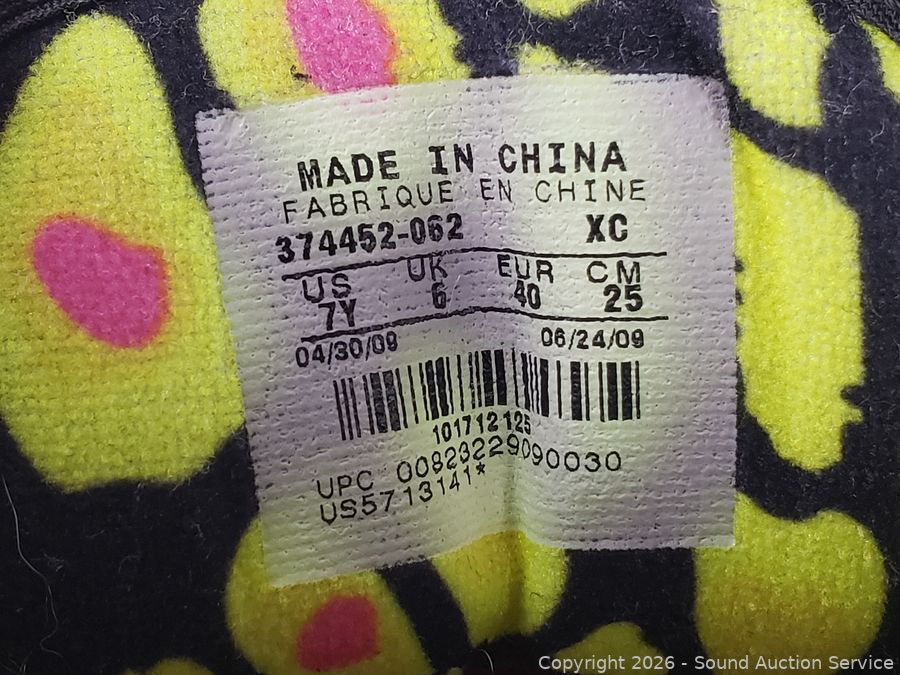 MADE IN CHINA
FABRIQUE EN CHINE
374452-062 XC
US UK EUR CM
7Y 6 40 25
04/30/09 06/24/09
101712125
UPC 00823229090030
US5713141*
Copyright 2026 - Sound Auction Service